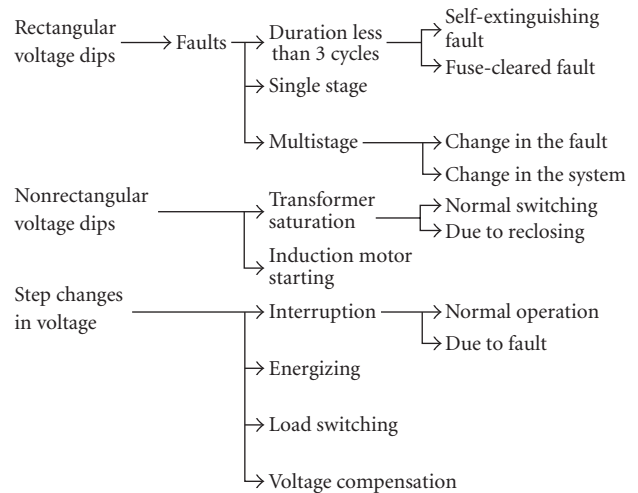 Rectangular
voltage dips
Faults
Duration less
than 3 cycles
Self-extinguishing
fault
Fuse-cleared fault
Single stage
Multistage
Change in the fault
Change in the system
Nonrectangular
voltage dips
Transformer
saturation
Normal switching
Due to reclosing
Induction motor
starting
Step changes
in voltage
Interruption
Normal operation
Due to fault
Energizing
Load switching
Voltage compensation